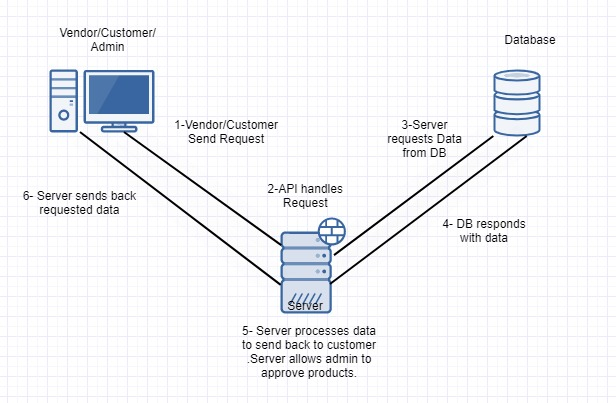 Vendor/Customer/
Admin
Database
1-Vendor/Customer
Send Request
3-Server
requests Data
from DB
6- Server sends back
requested data
2-API handles
Request
4- DB responds
with data
Server
5- Server processes data
to send back to customer
.Server allows admin to
approve products.